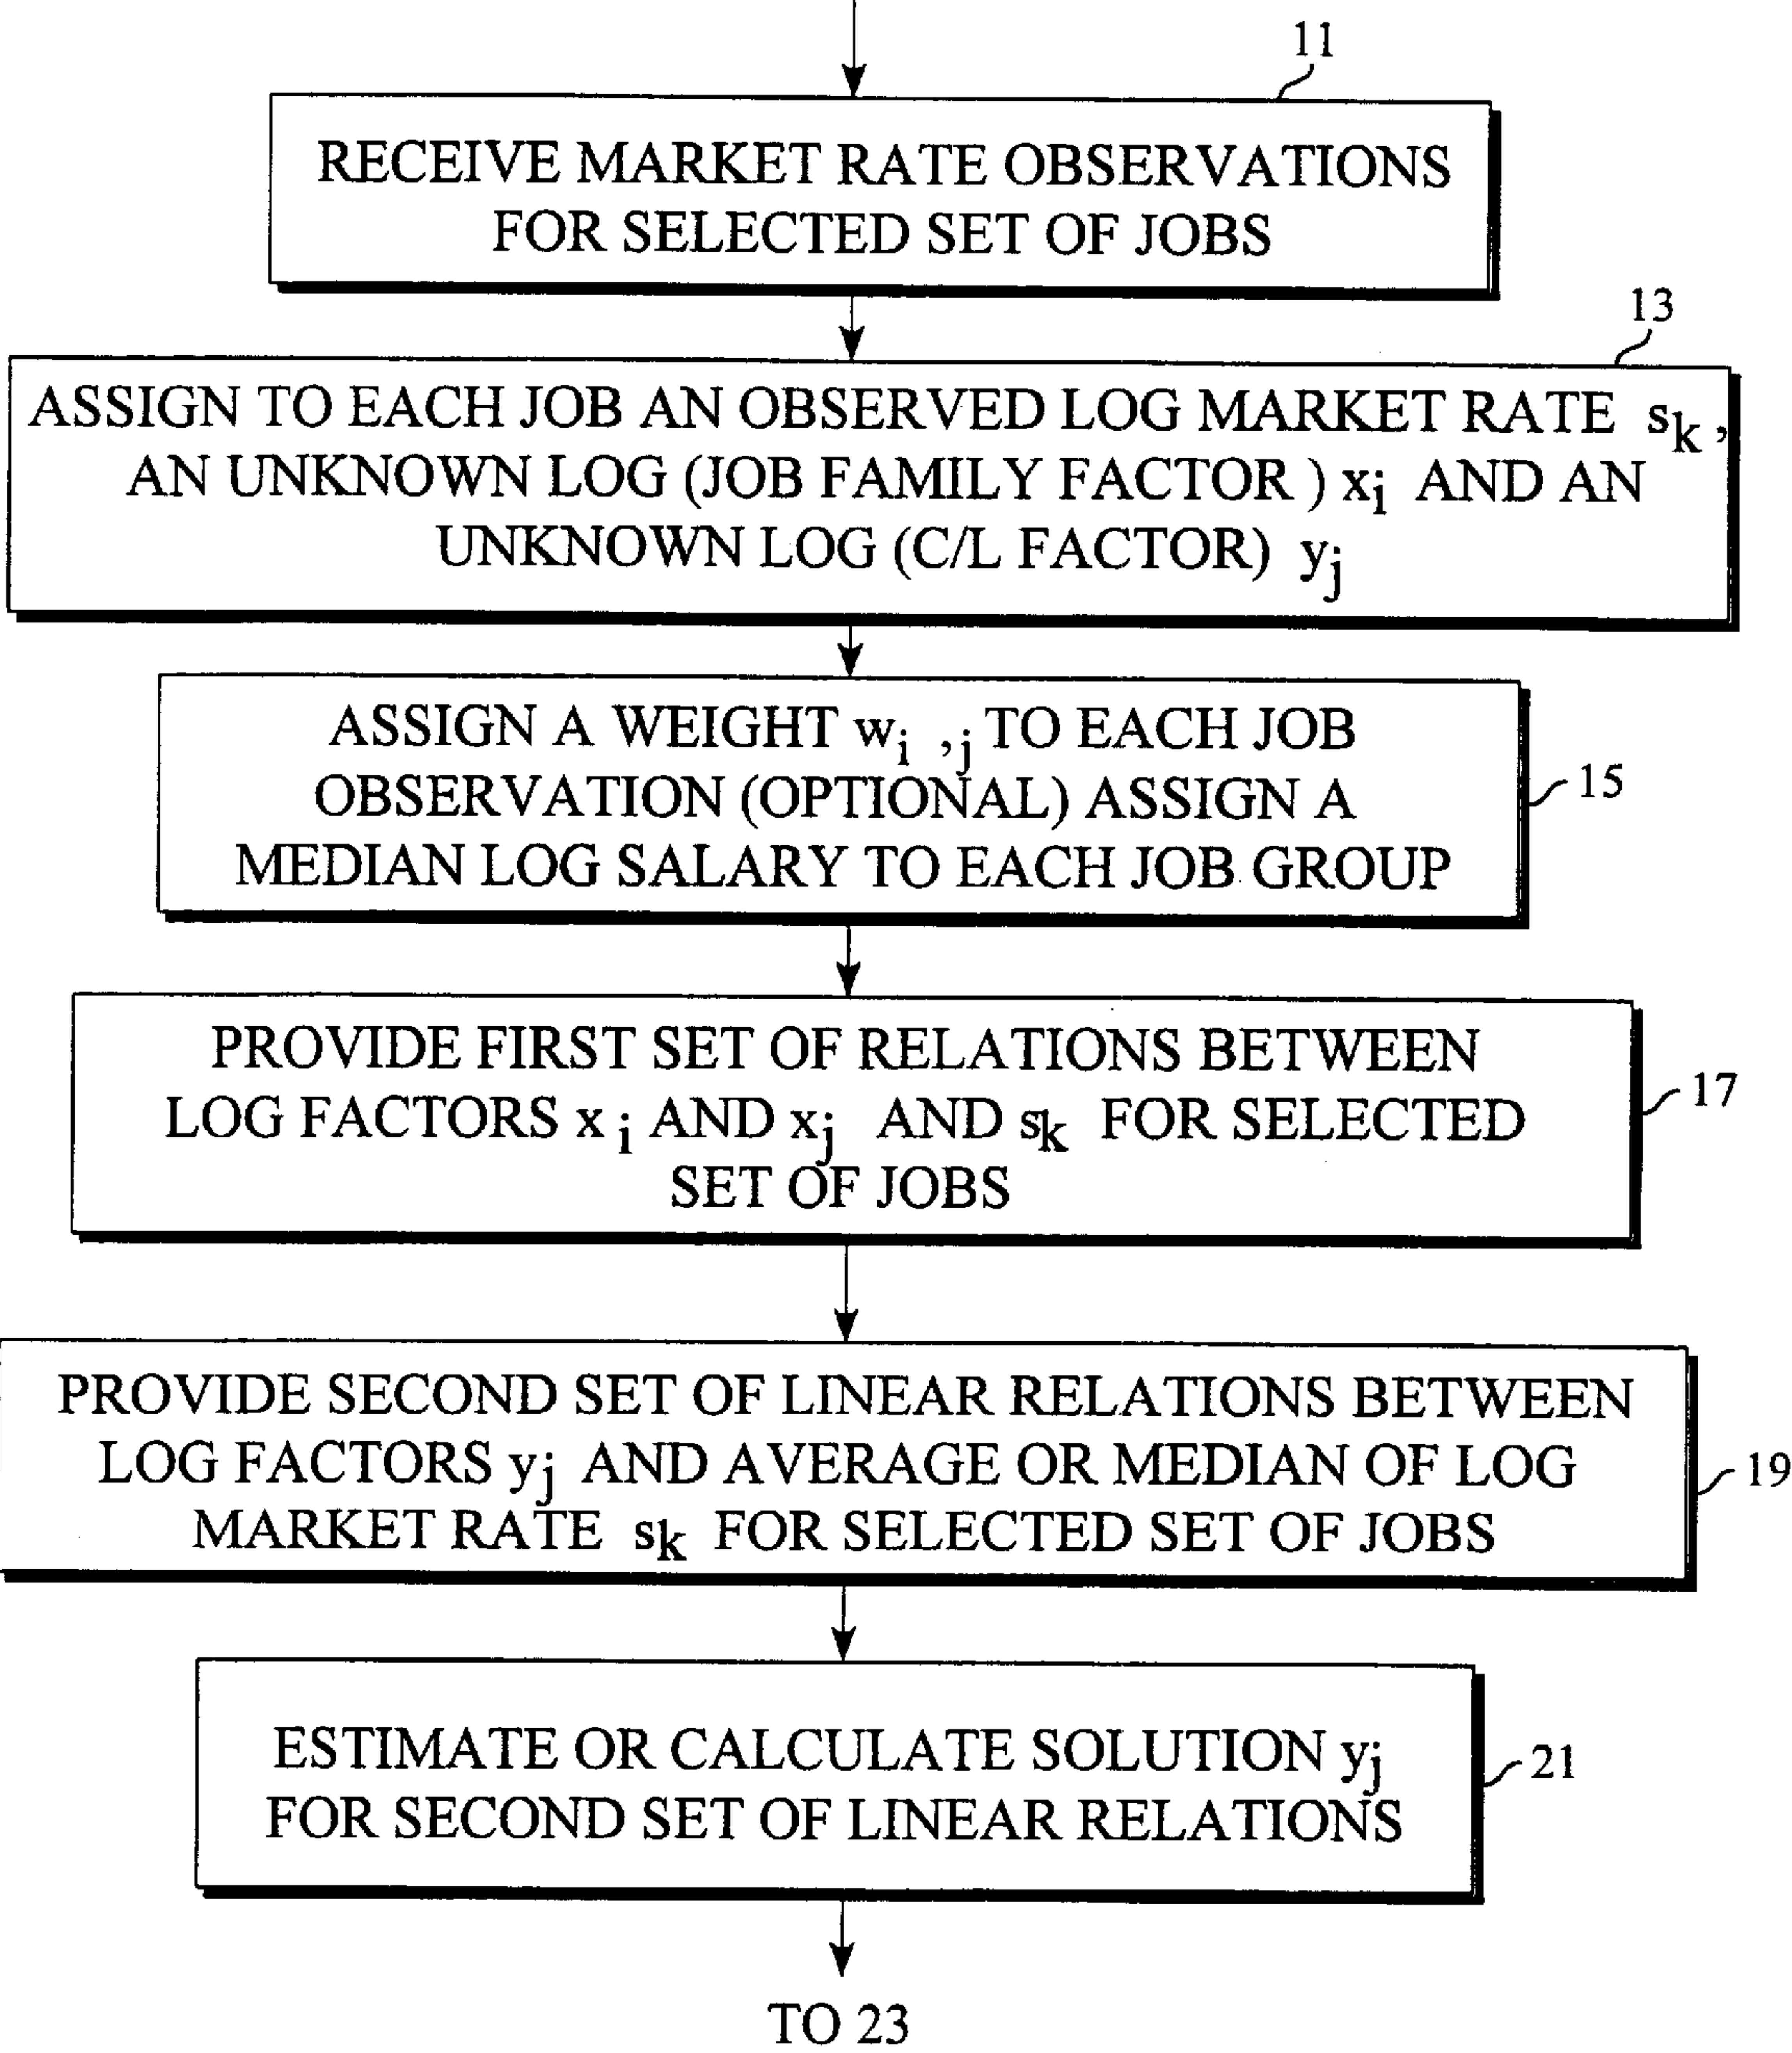 11
RECEIVE MARKET RATE OBSERVATIONS
FOR SELECTED SET OF JOBS
13
ASSIGN TO EACH JOB AN OBSERVED LOG MARKET RATE sk,
AN UNKNOWN LOG (JOB FAMILY FACTOR ) xi AND AN
UNKNOWN LOG (C/L FACTOR) yj
ASSIGN A WEIGHT wi ,j TO EACH JOB
OBSERVATION (OPTIONAL) ASSIGN A
MEDIAN LOG SALARY TO EACH JOB GROUP
15
PROVIDE FIRST SET OF RELATIONS BETWEEN
LOG FACTORS xi AND xj AND sk FOR SELECTED
SET OF JOBS
17
PROVIDE SECOND SET OF LINEAR RELATIONS BETWEEN
LOG FACTORS yj AND AVERAGE OR MEDIAN OF LOG
MARKET RATE sk FOR SELECTED SET OF JOBS
19
ESTIMATE OR CALCULATE SOLUTION yj
FOR SECOND SET OF LINEAR RELATIONS
21
TO 23